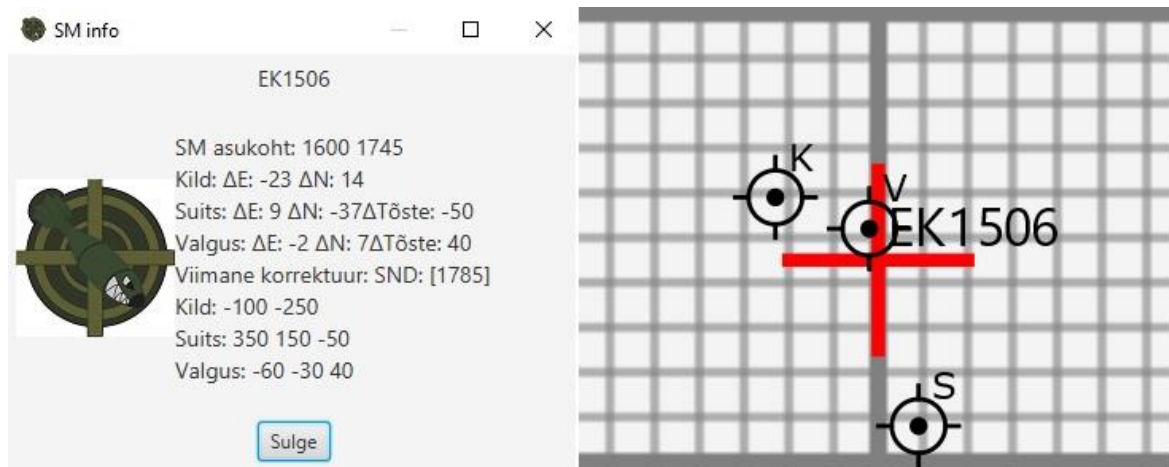 SM info
EK1506
SM asukoht: 1600 1745
Kild: ΔE: -23 ΔN: 14
Suits: ΔE: 9 ΔN: -37ΔTõste: -50
Valgus: ΔE: -2 ΔN: 7ΔTõste: 40
Viimane korrektuur: SND: [1785]
Kild: -100 -250
Suits: 350 150 -50
Valgus: -60 -30 40
Sulge
K
V
EK1506
S